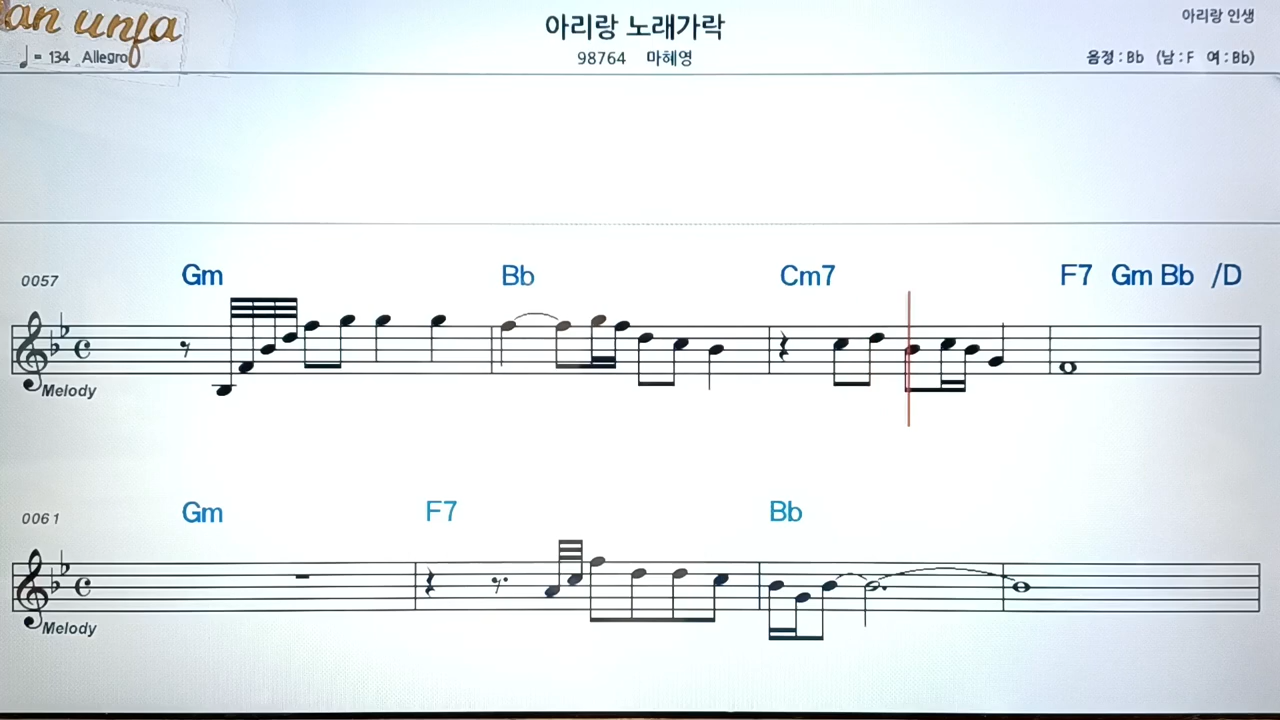 an unja
아리랑 노래가락
아리랑 인생
♩= 134 Allegro
98764 마혜영
음정 : Bb (남 : F 여 : Bb)
0057 Gm Bb Cm7 F7 Gm Bb /D
Melody
0061 Gm F7 Bb
Melody